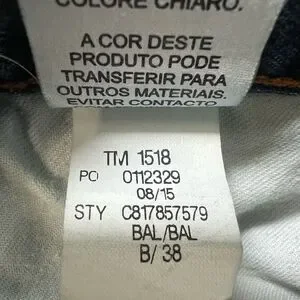 COLORE CHIARO.
A COR DESTE
PRODUTO PODE
TRANSFERIR PARA
OUTROS MATERIAIS.
EVITAR CONTACTO
TM 1518
PO 0112329
08/15
STY C817857579
BAL/BAL
B/ 38